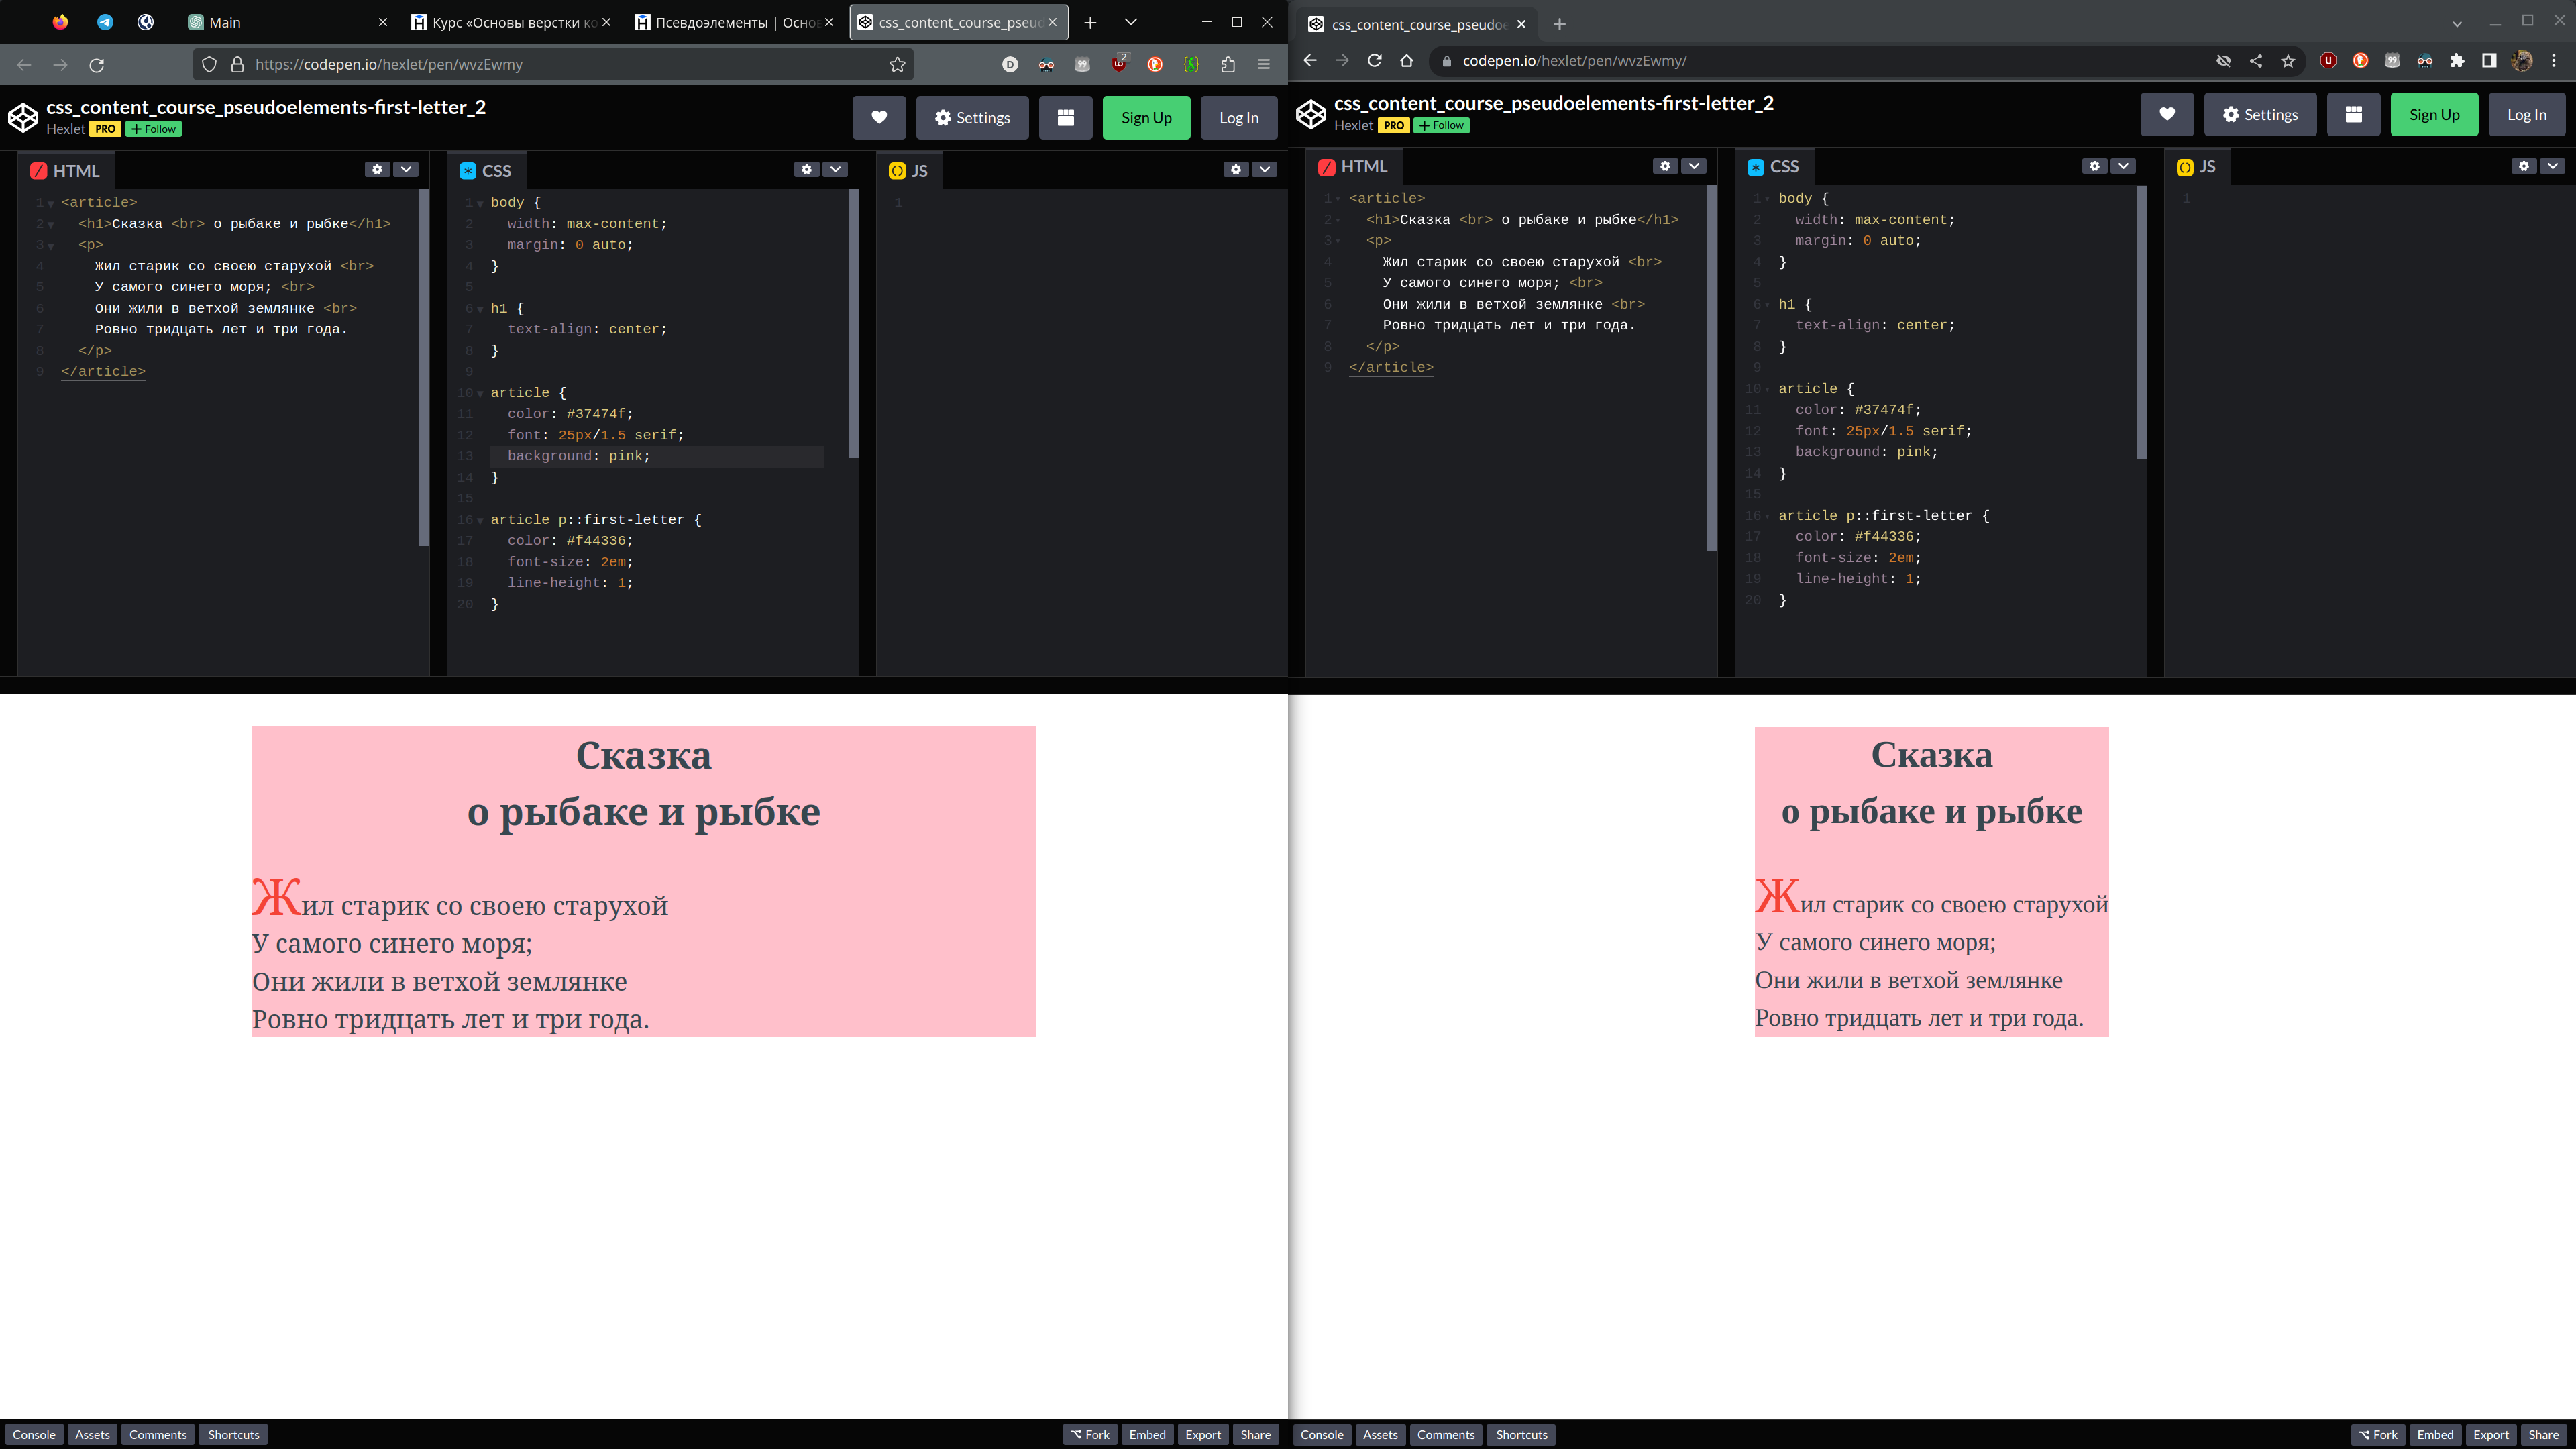 Main
Курс «Основы верстки ко
Псевдоэлементы | Основ
css_content_course_pseud
https://codepen.io/hexlet/pen/wvzEwmy
2
css_content_course_pseudoelements-first-letter_2
Hexlet PRO + Follow
Settings
Sign Up
Log In
HTML
1 <article>
2 <h1>Сказка <br> о рыбаке и рыбке</h1>
3 <p>
4 Жил старик со своею старухой <br>
5 У самого синего моря; <br>
6 Они жили в ветхой землянке <br>
7 Ровно тридцать лет и три года.
8 </p>
9 </article>
CSS
1 body {
2 width: max-content;
3 margin: 0 auto;
4 }
5
6 h1 {
7 text-align: center;
8 }
9
10 article {
11 color: #37474f;
12 font: 25px/1.5 serif;
13 background: pink;
14 }
15
16 article p::first-letter {
17 color: #f44336;
18 font-size: 2em;
19 line-height: 1;
20 }
JS
1
Сказка
о рыбаке и рыбке
Жил старик со своею старухой
У самого синего моря;
Они жили в ветхой землянке
Ровно тридцать лет и три года.
Console Assets Comments Shortcuts
Fork Embed Export Share
css_content_course_pseudoe
codepen.io/hexlet/pen/wvzEwmy/
css_content_course_pseudoelements-first-letter_2
Hexlet PRO + Follow
Settings
Sign Up
Log In
HTML
1 <article>
2 <h1>Сказка <br> о рыбаке и рыбке</h1>
3 <p>
4 Жил старик со своею старухой <br>
5 У самого синего моря; <br>
6 Они жили в ветхой землянке <br>
7 Ровно тридцать лет и три года.
8 </p>
9 </article>
CSS
1 body {
2 width: max-content;
3 margin: 0 auto;
4 }
5
6 h1 {
7 text-align: center;
8 }
9
10 article {
11 color: #37474f;
12 font: 25px/1.5 serif;
13 background: pink;
14 }
15
16 article p::first-letter {
17 color: #f44336;
18 font-size: 2em;
19 line-height: 1;
20 }
JS
1
Сказка
о рыбаке и рыбке
Жил старик со своею старухой
У самого синего моря;
Они жили в ветхой землянке
Ровно тридцать лет и три года.
Console Assets Comments Shortcuts
Fork Embed Export Share